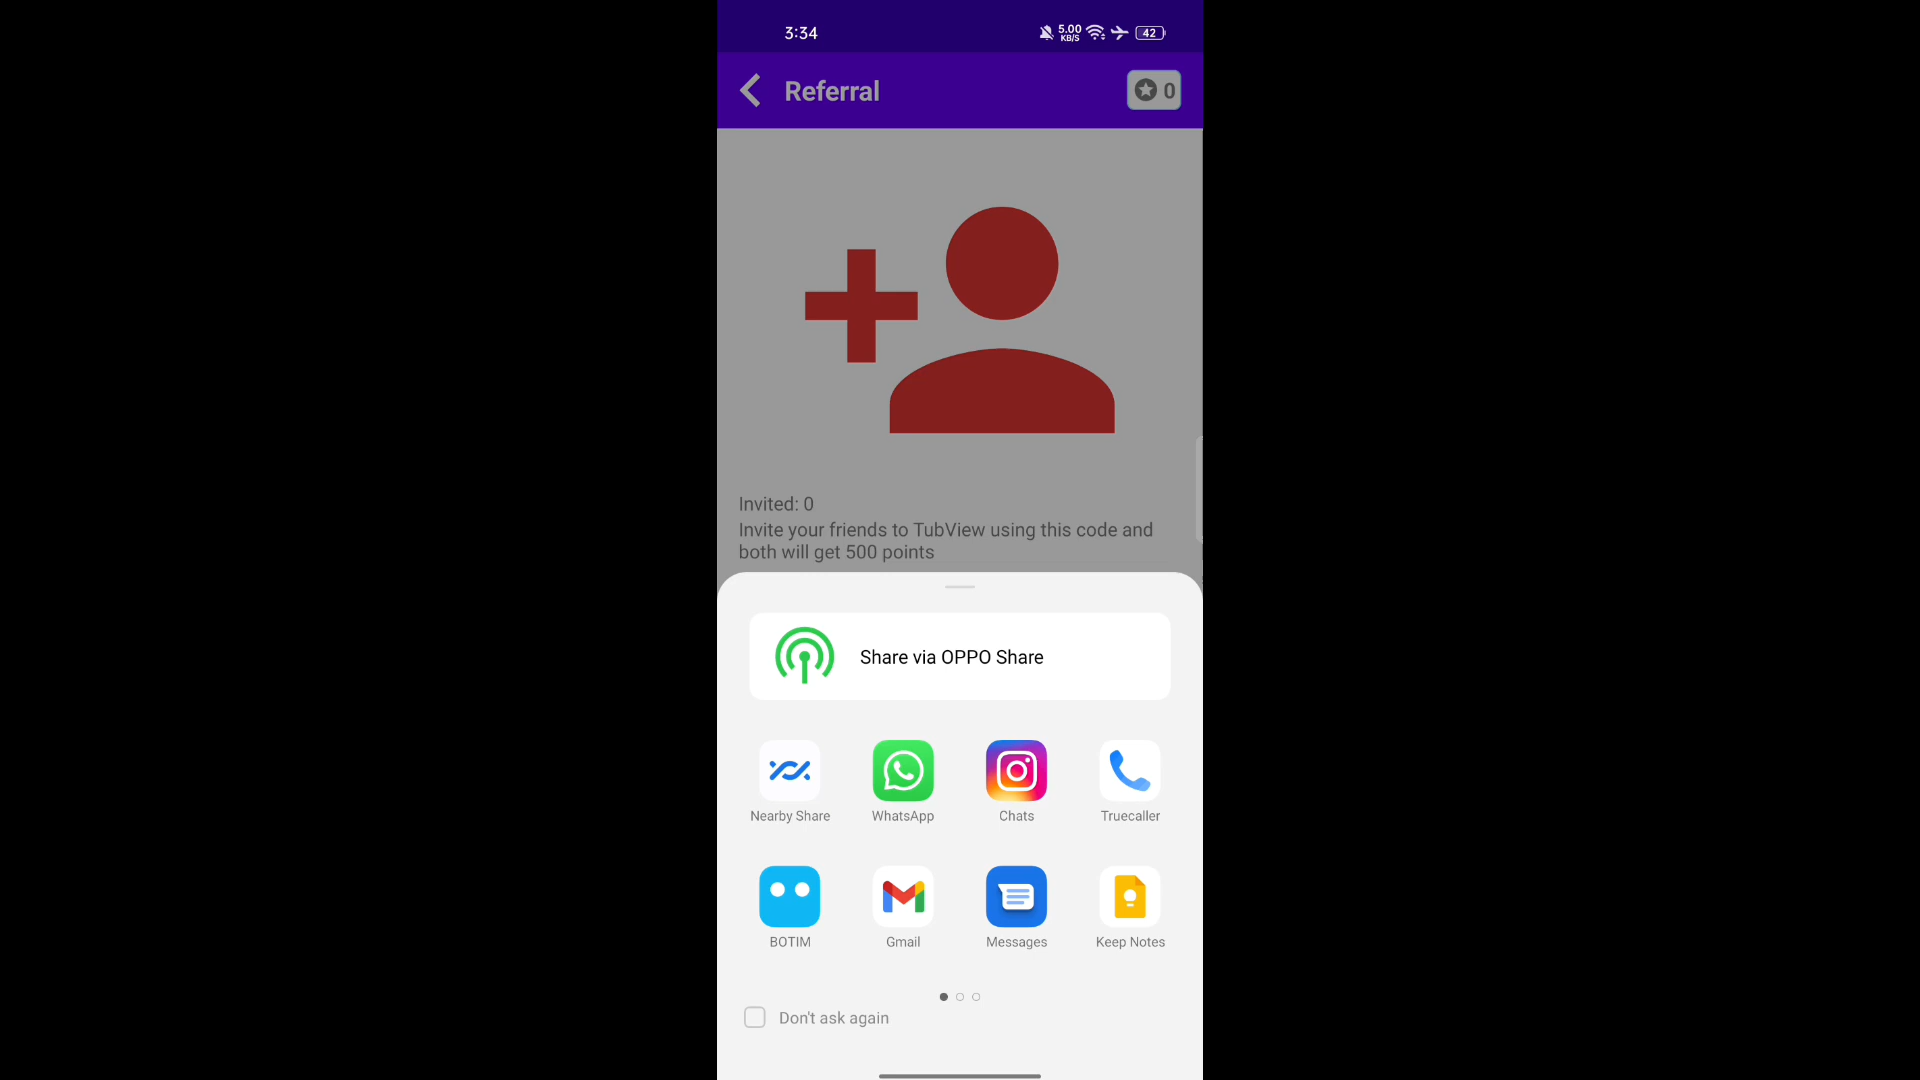 3:34
5.00
KB/S
42
Referral
0
Invited: 0
Invite your friends to TubView using this code and
both will get 500 points
Share via OPPO Share
Nearby Share
WhatsApp
Chats
Truecaller
BOTIM
Gmail
Messages
Keep Notes
Don't ask again